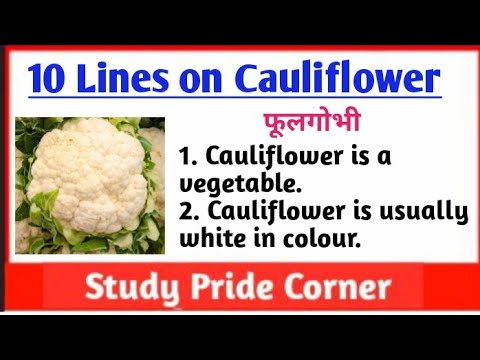 10 Lines on Cauliflower
फूलगोभी
1. Cauliflower is a
vegetable.
2. Cauliflower is usually
white in colour.
Study Pride Corner